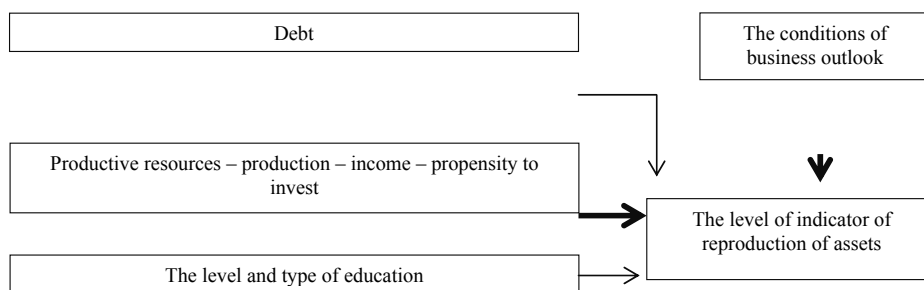 Debt
The conditions of
business outlook
Productive resources – production – income – propensity to
invest
The level of indicator of
reproduction of assets
The level and type of education